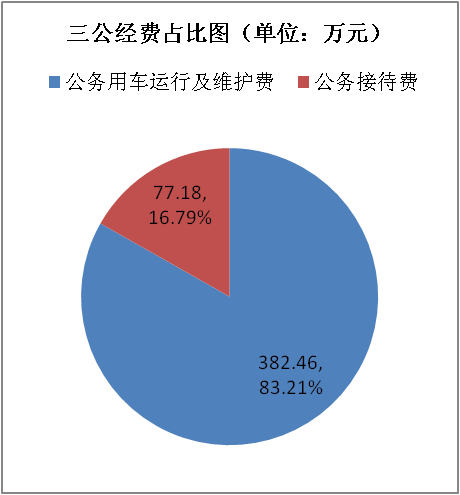 三公经费占比图（单位：万元）
公务用车运行及维护费 公务接待费
77.18,
16.79%
382.46,
83.21%